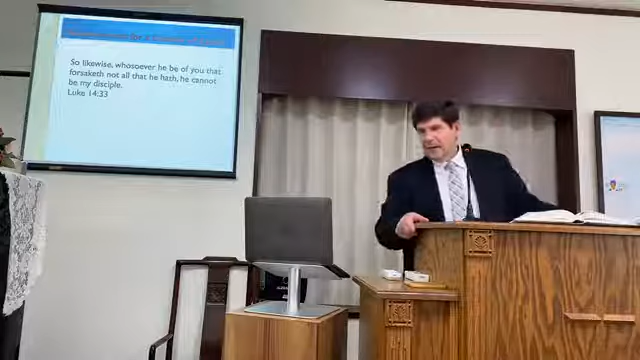 So likewise, whosoever he be of you that
forsaketh not all that he hath, he cannot
be my disciple.
Luke 14:33